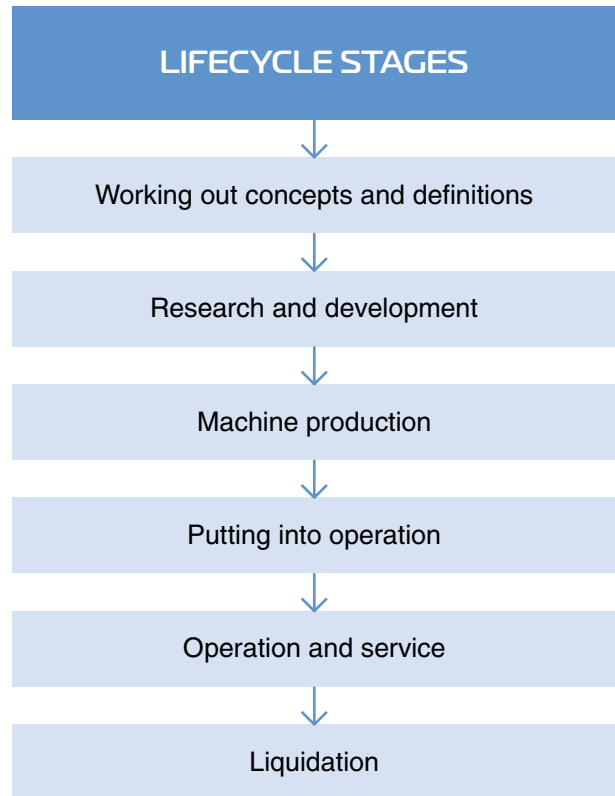 LIFECYCLE STAGES
Working out concepts and definitions
Research and development
Machine production
Putting into operation
Operation and service
Liquidation